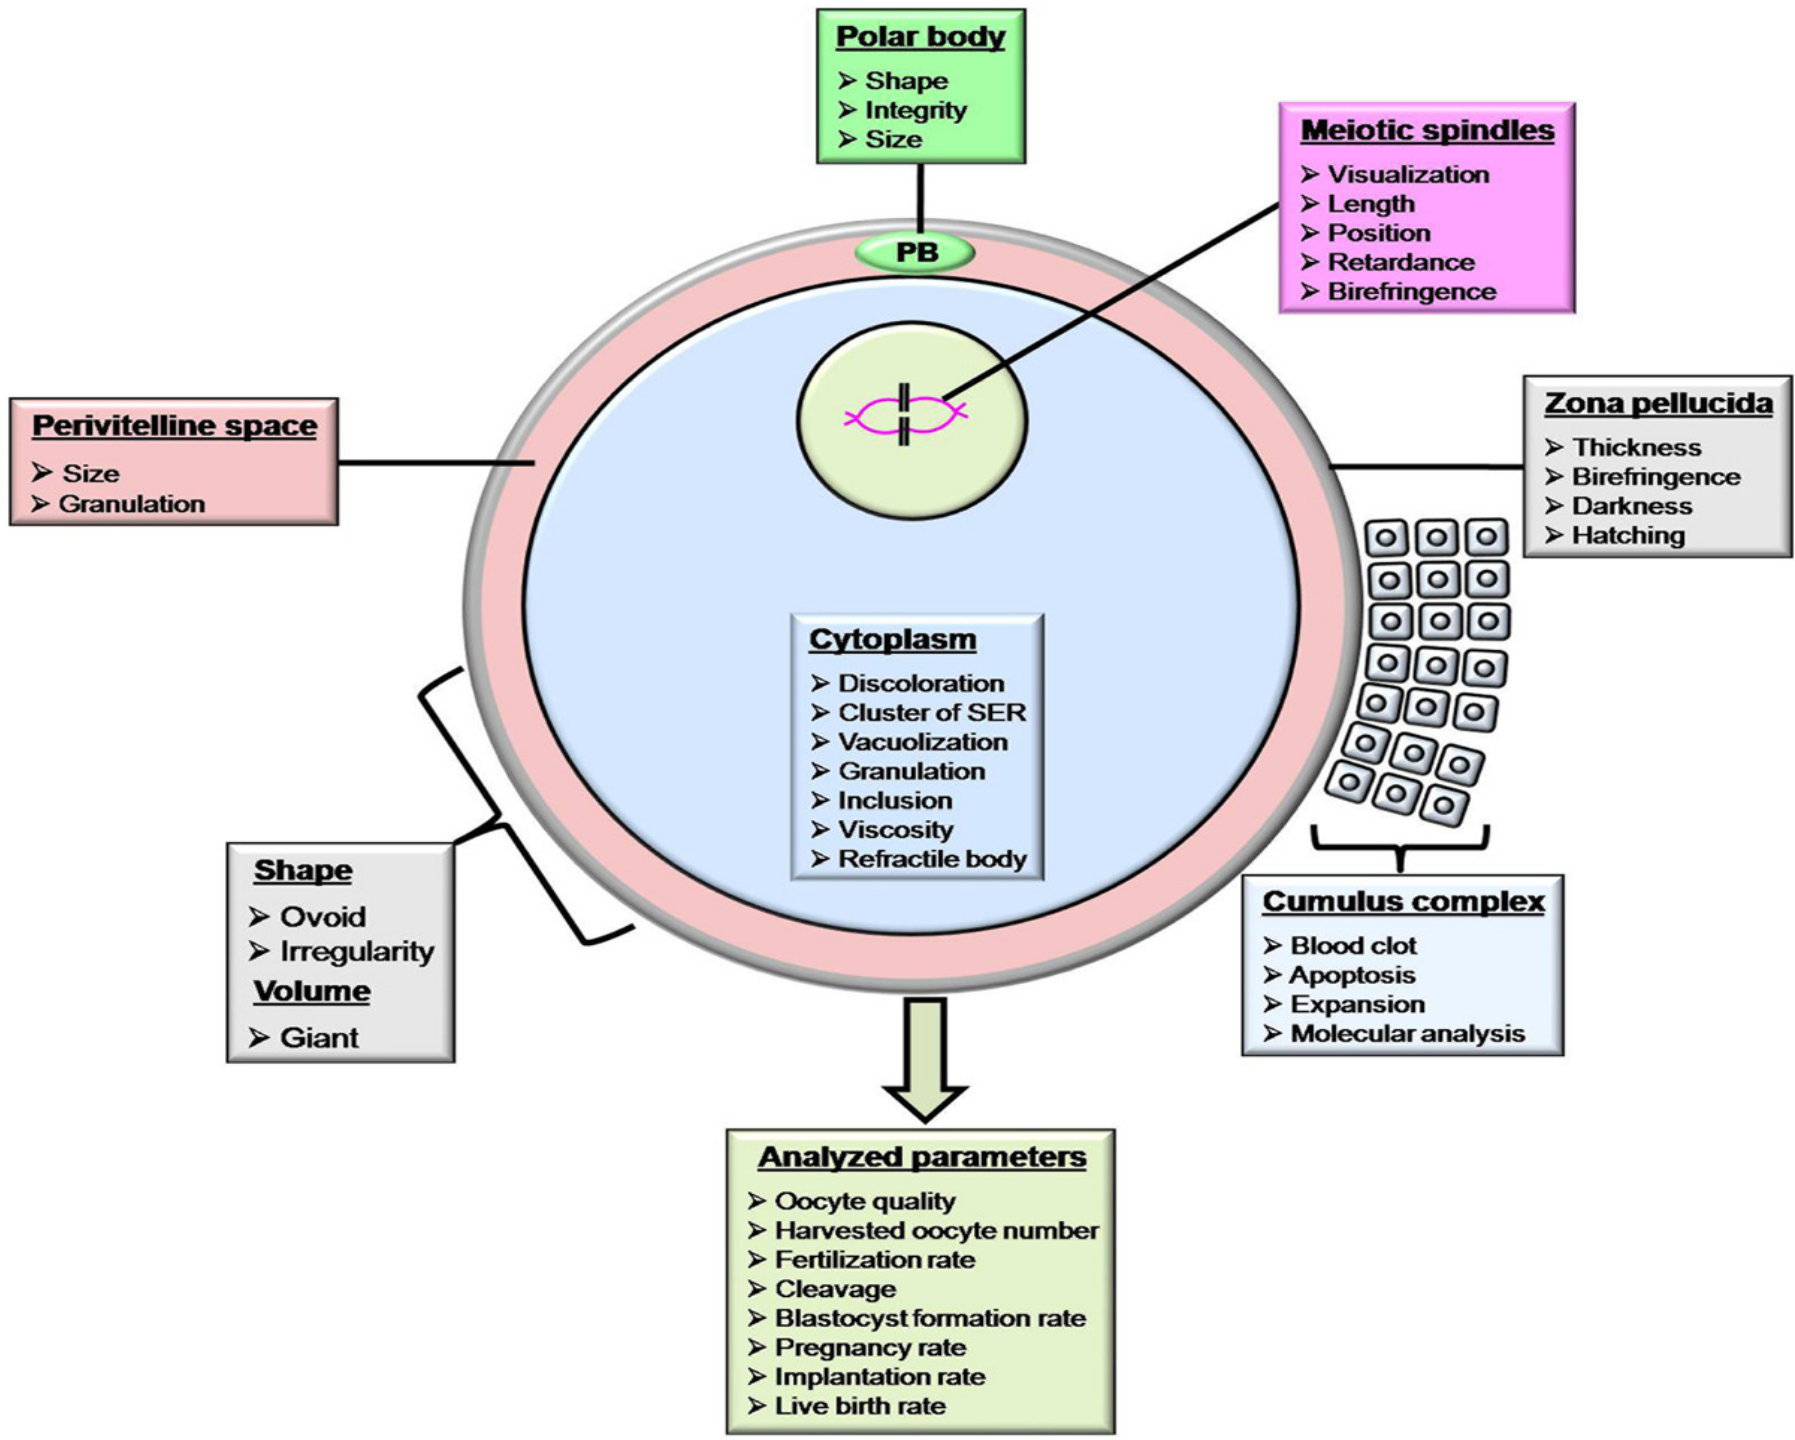 Polar body
➢ Shape
➢ Integrity
➢ Size
PB
Meiotic spindles
➢ Visualization
➢ Length
➢ Position
➢ Retardance
➢ Birefringence
Perivitelline space
➢ Size
➢ Granulation
Zona pellucida
➢ Thickness
➢ Birefringence
➢ Darkness
➢ Hatching
Cytoplasm
➢ Discoloration
➢ Cluster of SER
➢ Vacuolization
➢ Granulation
➢ Inclusion
➢ Viscosity
➢ Refractile body
Shape
➢ Ovoid
➢ Irregularity
Volume
➢ Giant
Cumulus complex
➢ Blood clot
➢ Apoptosis
➢ Expansion
➢ Molecular analysis
Analyzed parameters
➢ Oocyte quality
➢ Harvested oocyte number
➢ Fertilization rate
➢ Cleavage
➢ Blastocyst formation rate
➢ Pregnancy rate
➢ Implantation rate
➢ Live birth rate